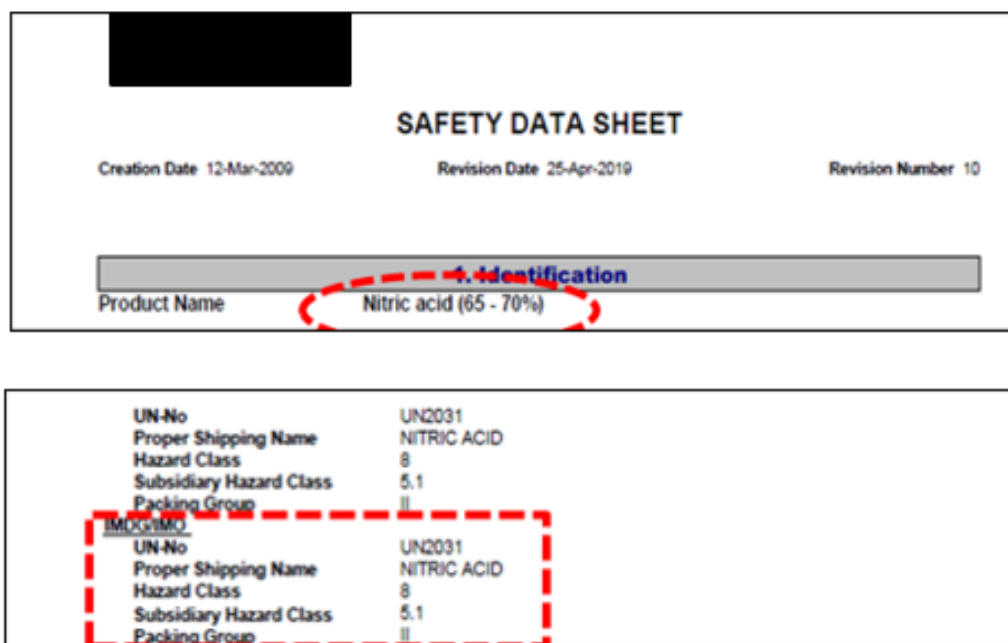 SAFETY DATA SHEET
Creation Date 12-Mar-2009 Revision Date 25-Apr-2019 Revision Number 10
1. Identification
Product Name Nitric acid (65 - 70%)
UN-No UN2031
Proper Shipping Name NITRIC ACID
Hazard Class 8
Subsidiary Hazard Class 5.1
Packing Group II
IMDG/IMO
UN-No UN2031
Proper Shipping Name NITRIC ACID
Hazard Class 8
Subsidiary Hazard Class 5.1
Packing Group II